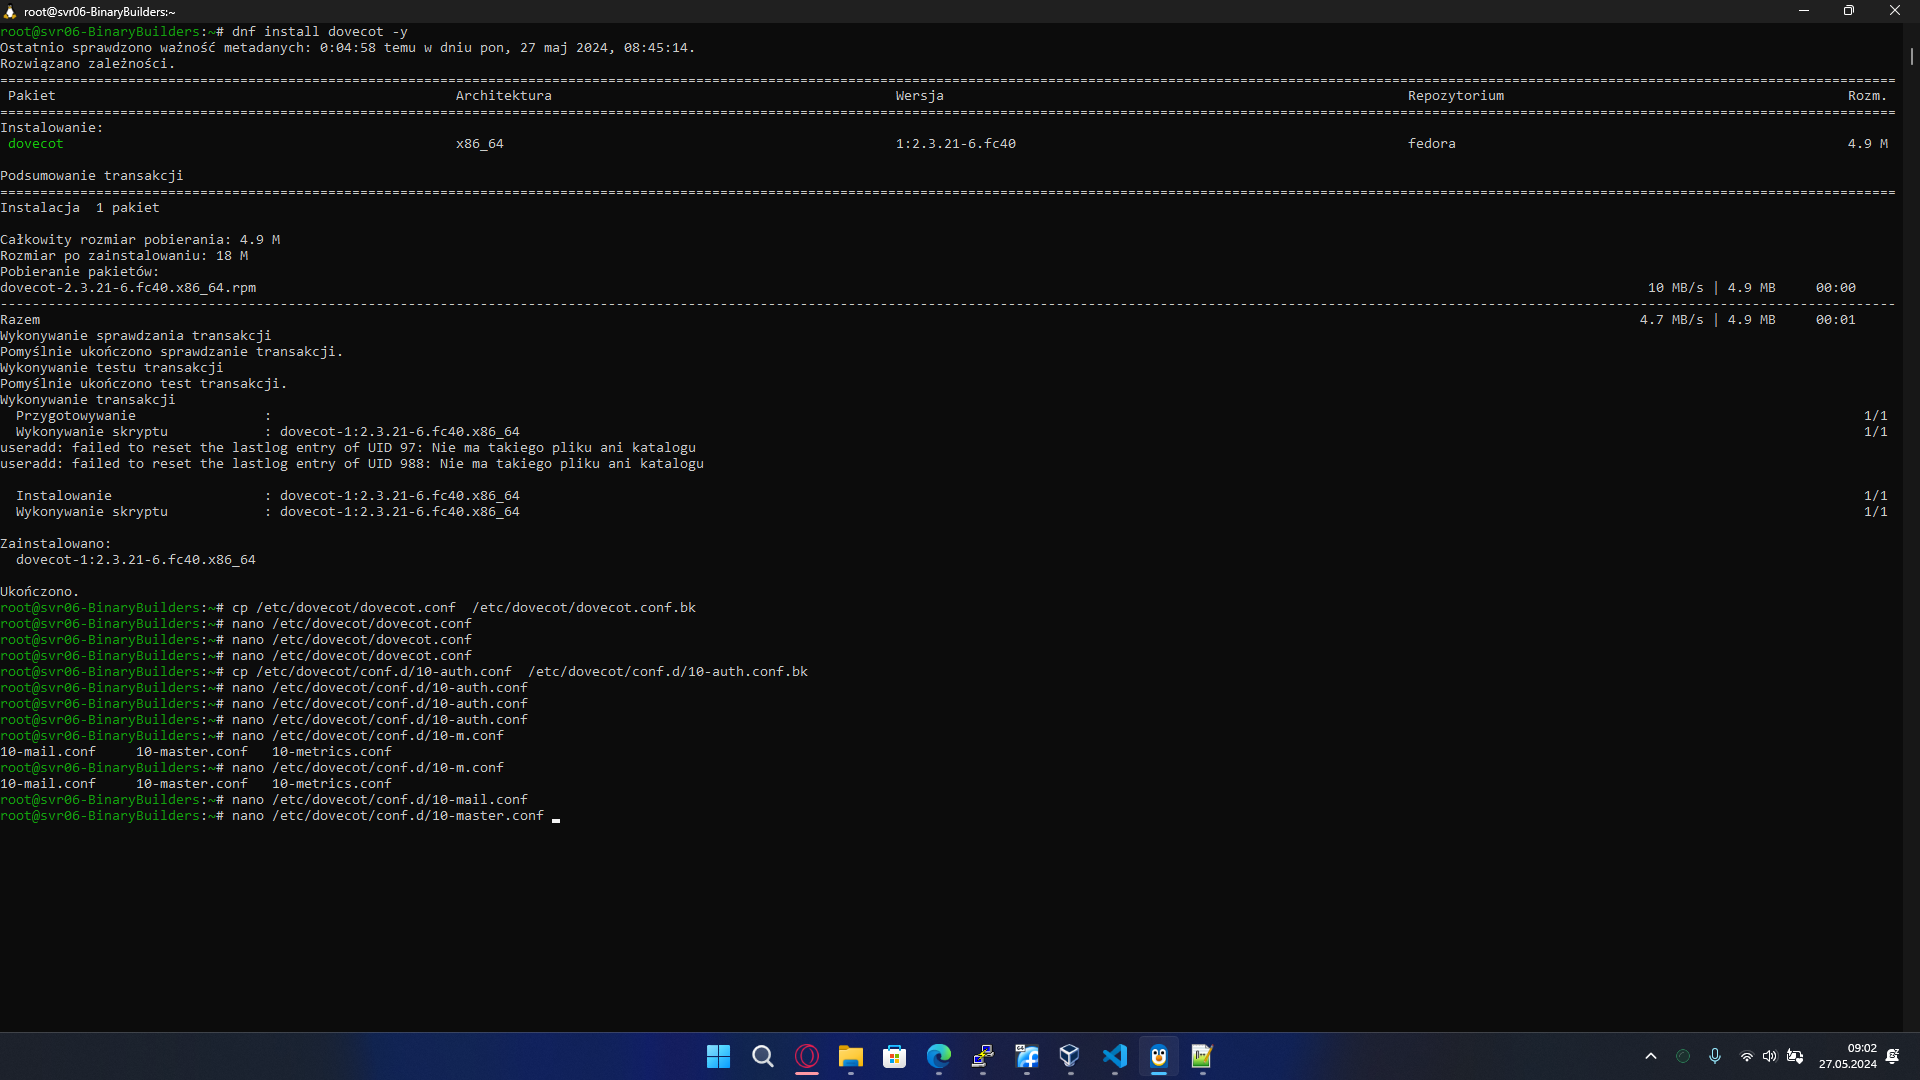 root@svr06-BinaryBuilders:~
root@svr06-BinaryBuilders:~# dnf install dovecot -y
Ostatnio sprawdzono ważność metadanych: 0:04:58 temu w dniu pon, 27 maj 2024, 08:45:14.
Rozwiązano zależności.
Pakiet Architektura Wersja Repozytorium Rozm.
Instalowanie:
dovecot x86_64 1:2.3.21-6.fc40 fedora 4.9 M
Podsumowanie transakcji
Instalacja  1 pakiet
Całkowity rozmiar pobierania: 4.9 M
Rozmiar po zainstalowaniu: 18 M
Pobieranie pakietów:
dovecot-2.3.21-6.fc40.x86_64.rpm 10 MB/s | 4.9 MB 00:00
Razem 4.7 MB/s | 4.9 MB 00:01
Wykonywanie sprawdzania transakcji
Pomyślnie ukończono sprawdzanie transakcji.
Wykonywanie testu transakcji
Pomyślnie ukończono test transakcji.
Wykonywanie transakcji
Przygotowywanie : 1/1
Wykonywanie skryptu : dovecot-1:2.3.21-6.fc40.x86_64 1/1
useradd: failed to reset the lastlog entry of UID 97: Nie ma takiego pliku ani katalogu
useradd: failed to reset the lastlog entry of UID 988: Nie ma takiego pliku ani katalogu
Instalowanie : dovecot-1:2.3.21-6.fc40.x86_64 1/1
Wykonywanie skryptu : dovecot-1:2.3.21-6.fc40.x86_64 1/1
Zainstalowano:
dovecot-1:2.3.21-6.fc40.x86_64
Ukończono.
root@svr06-BinaryBuilders:~# cp /etc/dovecot/dovecot.conf  /etc/dovecot/dovecot.conf.bk
root@svr06-BinaryBuilders:~# nano /etc/dovecot/dovecot.conf
root@svr06-BinaryBuilders:~# nano /etc/dovecot/dovecot.conf
root@svr06-BinaryBuilders:~# nano /etc/dovecot/dovecot.conf
root@svr06-BinaryBuilders:~# cp /etc/dovecot/conf.d/10-auth.conf  /etc/dovecot/conf.d/10-auth.conf.bk
root@svr06-BinaryBuilders:~# nano /etc/dovecot/conf.d/10-auth.conf
root@svr06-BinaryBuilders:~# nano /etc/dovecot/conf.d/10-auth.conf
root@svr06-BinaryBuilders:~# nano /etc/dovecot/conf.d/10-auth.conf
root@svr06-BinaryBuilders:~# nano /etc/dovecot/conf.d/10-m.conf
10-mail.conf 10-master.conf 10-metrics.conf
root@svr06-BinaryBuilders:~# nano /etc/dovecot/conf.d/10-m.conf
10-mail.conf 10-master.conf 10-metrics.conf
root@svr06-BinaryBuilders:~# nano /etc/dovecot/conf.d/10-mail.conf
root@svr06-BinaryBuilders:~# nano /etc/dovecot/conf.d/10-master.conf
09:02
27.05.2024